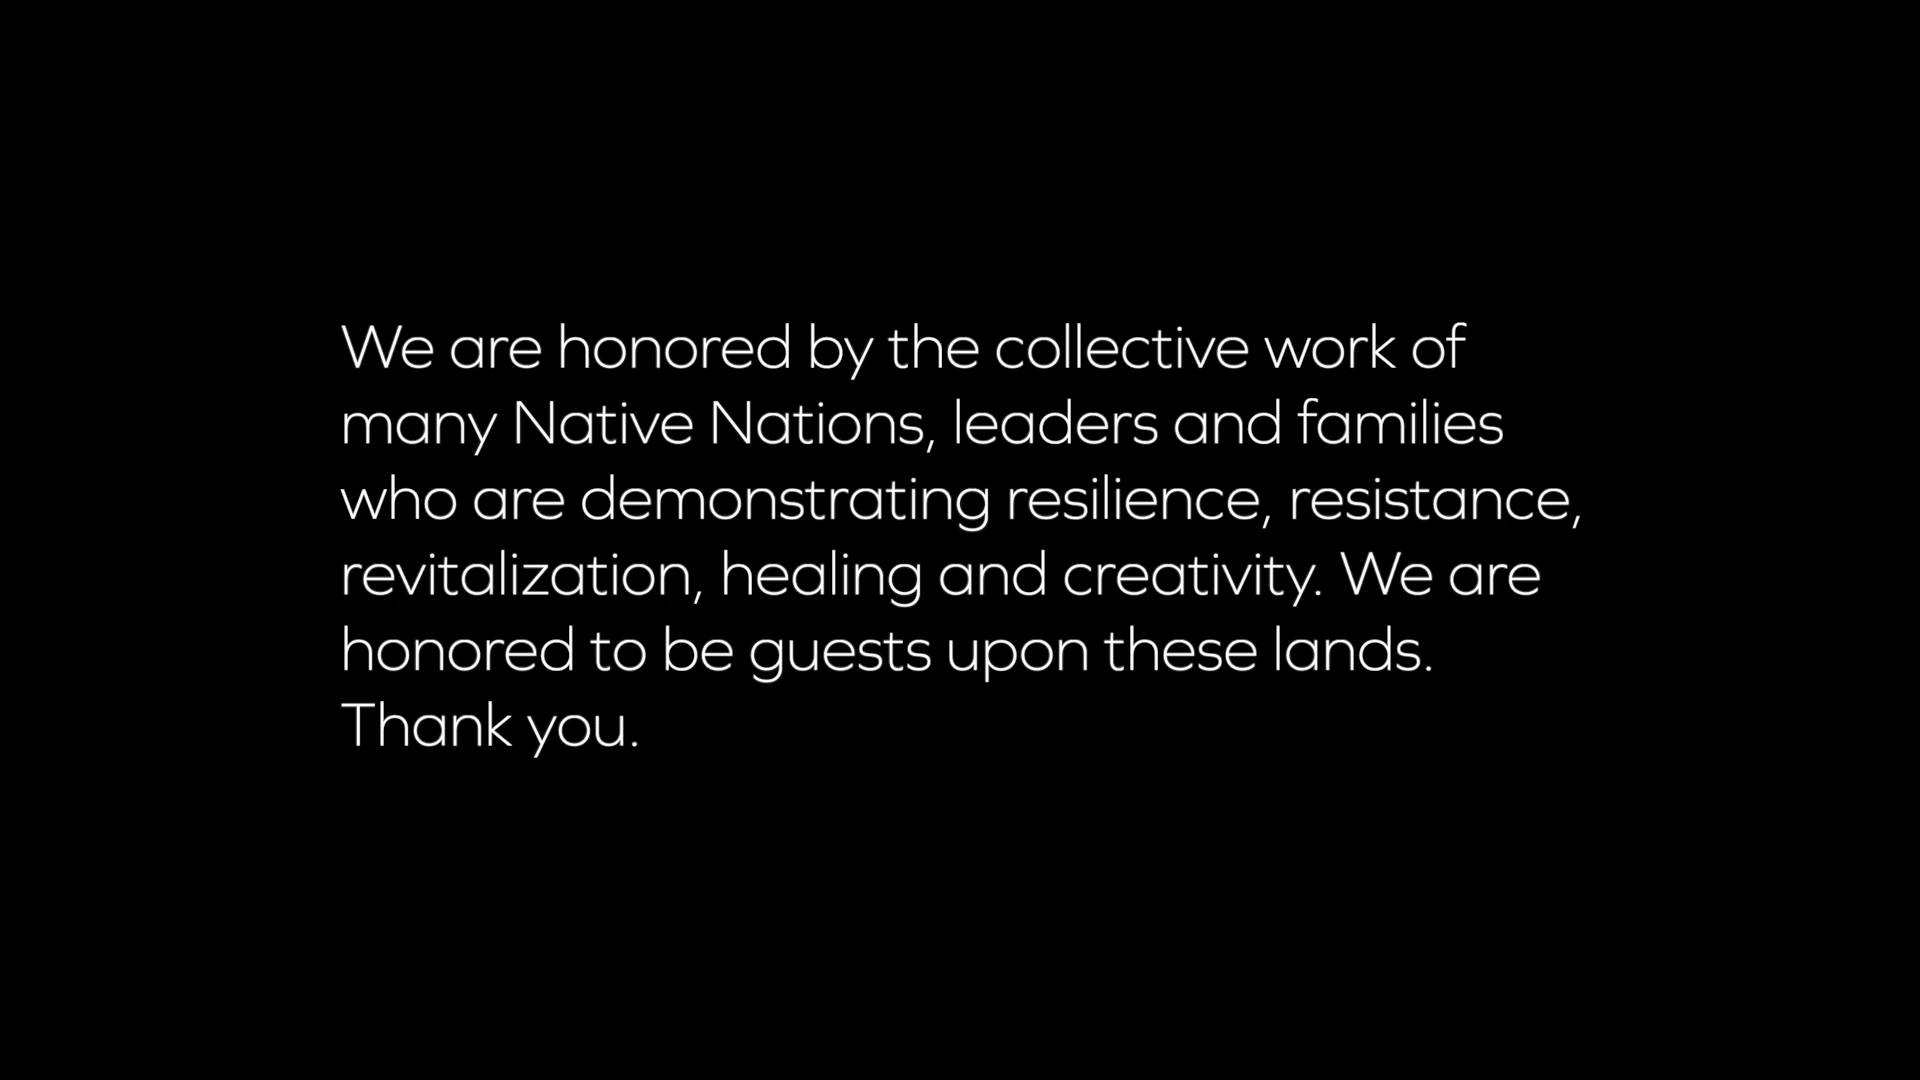 We are honored by the collective work of
many Native Nations, leaders and families
who are demonstrating resilience, resistance,
revitalization, healing and creativity. We are
honored to be guests upon these lands.
Thank you.